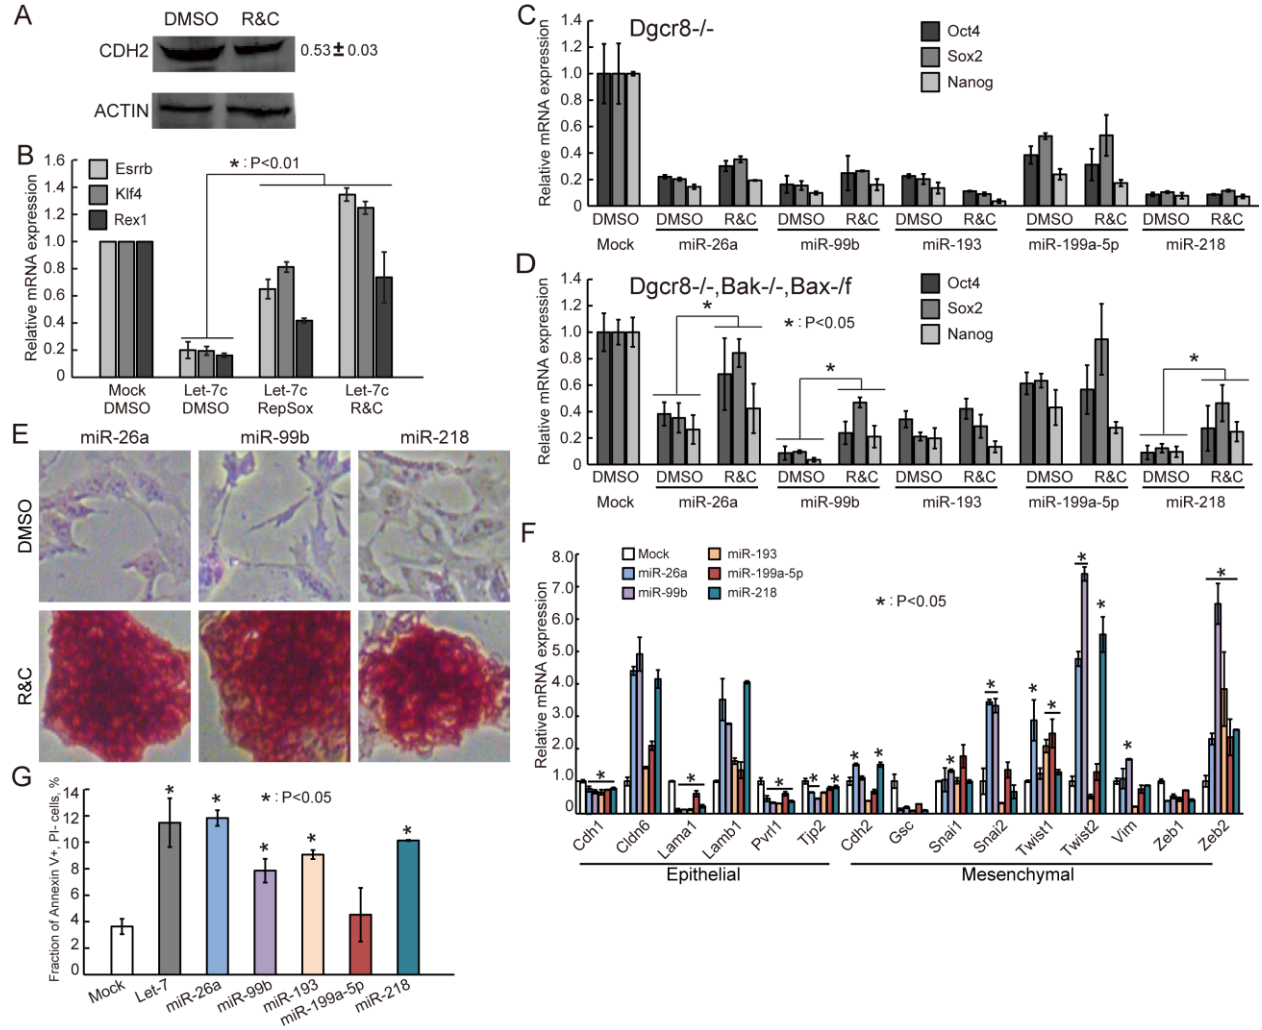 A
DMSO R&C
CDH2
0.53±0.03
ACTIN
B
Relative mRNA expression
1.6
1.4
1.2
1.0
0.8
0.6
0.4
0.2
0
Esrrb
Klf4
Rex1
*: P<0.01
Mock Let-7c Let-7c Let-7c
DMSO DMSO RepSox R&C
C
Relative mRNA expression
1.4
1.2
1.0
0.8
0.6
0.4
0.2
0
Dgcr8-/-
Oct4
Sox2
Nanog
DMSO DMSO R&C DMSO R&C DMSO R&C DMSO R&C DMSO R&C
Mock miR-26a miR-99b miR-193 miR-199a-5p miR-218
D
Relative mRNA expression
1.4
1.2
1.0
0.8
0.6
0.4
0.2
0
Dgcr8-/-,Bak-/-,Bax-/f
Oct4
Sox2
Nanog
*
*: P<0.05
*
*
DMSO DMSO R&C DMSO R&C DMSO R&C DMSO R&C DMSO R&C
Mock miR-26a miR-99b miR-193 miR-199a-5p miR-218
E
miR-26a miR-99b miR-218
DMSO
R&C
F
Relative mRNA expression
8.0
7.0
6.0
5.0
4.0
3.0
2.0
1.0
0
Mock
miR-26a
miR-99b
miR-193
miR-199a-5p
miR-218
*: P<0.05
* * * * * * * * * * * * * * *
Cdh1 Cldn6 Lama1 Lamb1 Pvrl1 Tjp2 Cdh2 Gsc Snai1 Snai2 Twist1 Twist2 Vim Zeb1 Zeb2
Epithelial Mesenchymal
G
Fraction of Annexin V+, PI- cells, %
14
12
10
8
6
4
2
0
*: P<0.05
* * * * *
Mock Let-7 miR-26a miR-99b miR-193 miR-199a-5p miR-218